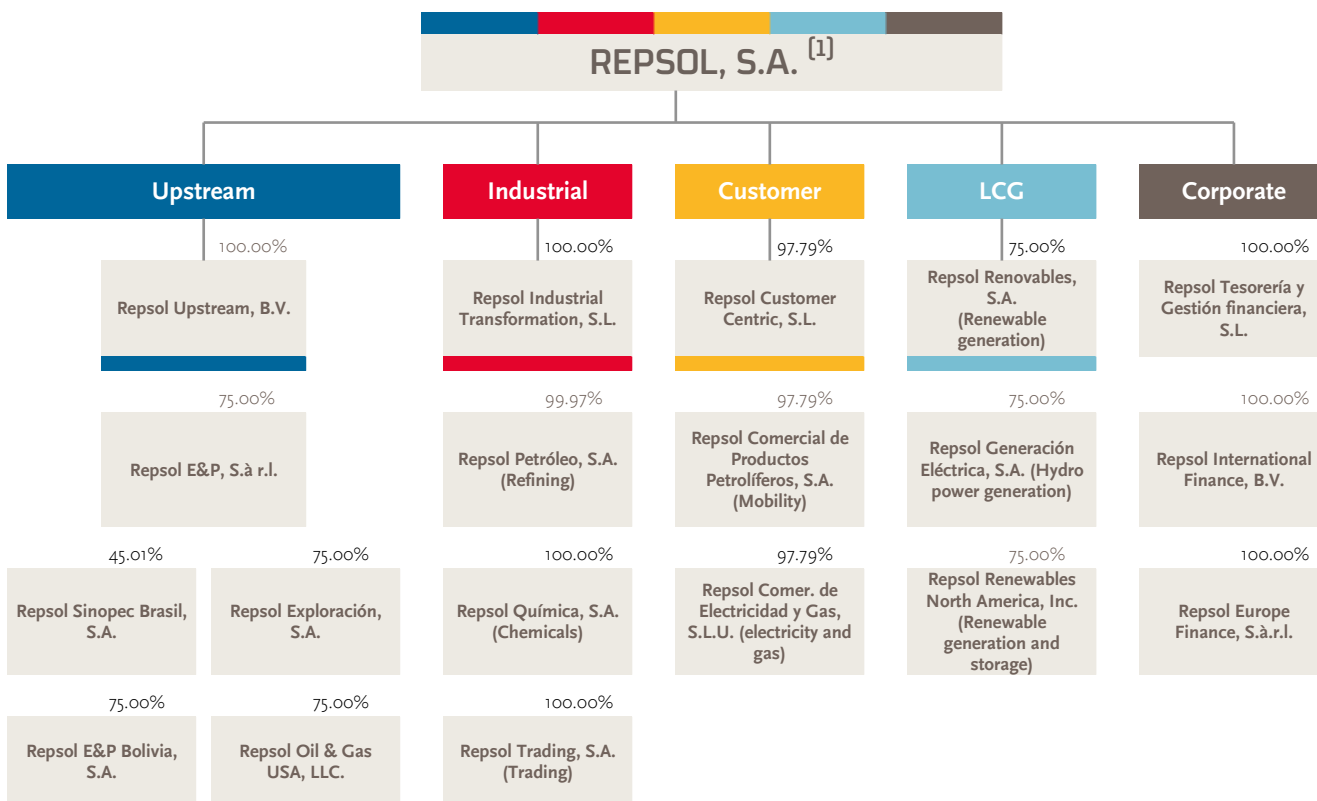 REPSOL, S.A. [1]
Upstream
Industrial
Customer
LCG
Corporate
100.00%
100.00%
97.79%
75.00%
100.00%
Repsol Upstream, B.V.
Repsol Industrial
Transformation, S.L.
Repsol Customer
Centric, S.L.
Repsol Renovables,
S.A.
(Renewable
generation)
Repsol Tesorería y
Gestión financiera,
S.L.
75.00%
99.97%
97.79%
75.00%
100.00%
Repsol E&P, S.à r.l.
Repsol Petróleo, S.A.
(Refining)
Repsol Comercial de
Productos
Petrolíferos, S.A.
(Mobility)
Repsol Generación
Eléctrica, S.A. (Hydro
power generation)
Repsol International
Finance, B.V.
45.01%
75.00%
100.00%
97.79%
75.00%
100.00%
Repsol Sinopec Brasil,
S.A.
Repsol Exploración,
S.A.
Repsol Química, S.A.
(Chemicals)
Repsol Comer. de
Electricidad y Gas,
S.L.U. (electricity and
gas)
Repsol Renewables
North America, Inc.
(Renewable
generation and
storage)
Repsol Europe
Finance, S.à.r.l.
75.00%
75.00%
100.00%
Repsol E&P Bolivia,
S.A.
Repsol Oil & Gas
USA, LLC.
Repsol Trading, S.A.
(Trading)